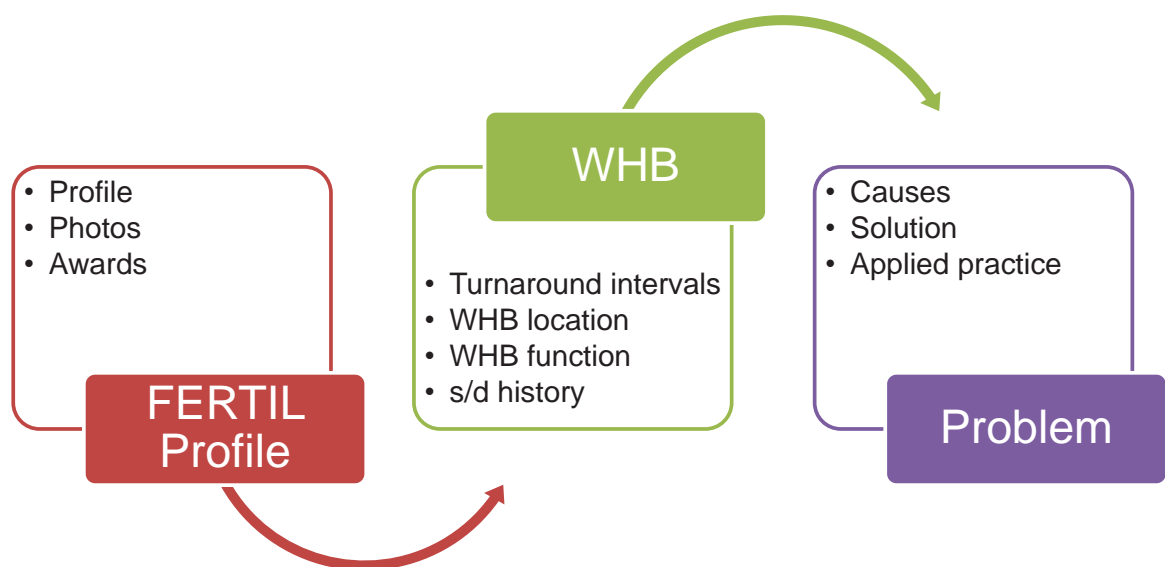 • Profile
• Photos
• Awards
FERTIL
Profile
WHB
• Turnaround intervals
• WHB location
• WHB function
• s/d history
• Causes
• Solution
• Applied practice
Problem